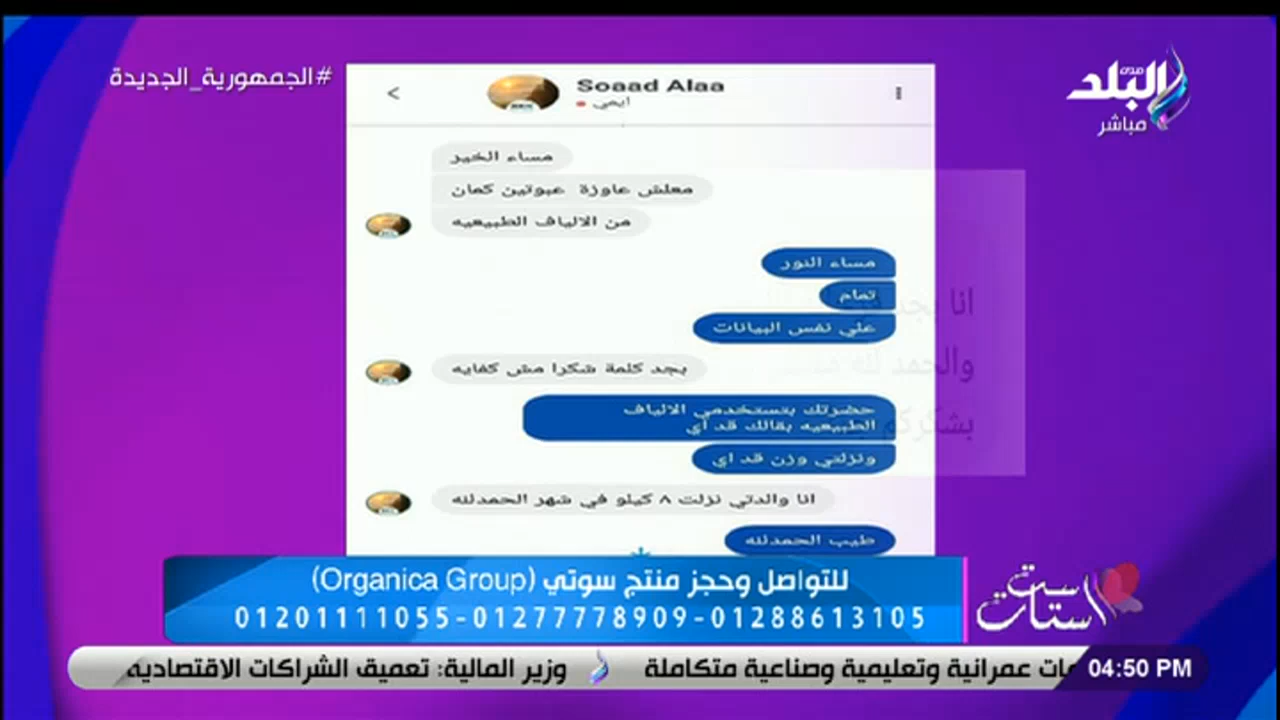 #الجمهورية_الجديدة
صدى
البلد
مباشر
Soaad Alaa
مساء الخير
معلش عاوزة عبوتين كمان
من الالياف الطبيعيه
مساء النور
تمام
علي نفس البيانات
بجد كلمة شكرا مش كفايه
حضرتك بتستخدمي الالياف
الطبيعيه بقالك قد اي
ونزلتي وزن قد اي
انا والدتي نزلت ٨ كيلو في شهر الحمدلله
طيب الحمدلله
انا بجد
والحمد لله
بشكركم
للتواصل وحجز منتج سوتي (Organica Group)
01201111055-01277778909-01288613105
ست
ستات
04:50 PM
ات عمرانية وتعليمية وصناعية متكاملة
وزير المالية: تعميق الشراكات الاقتصادية